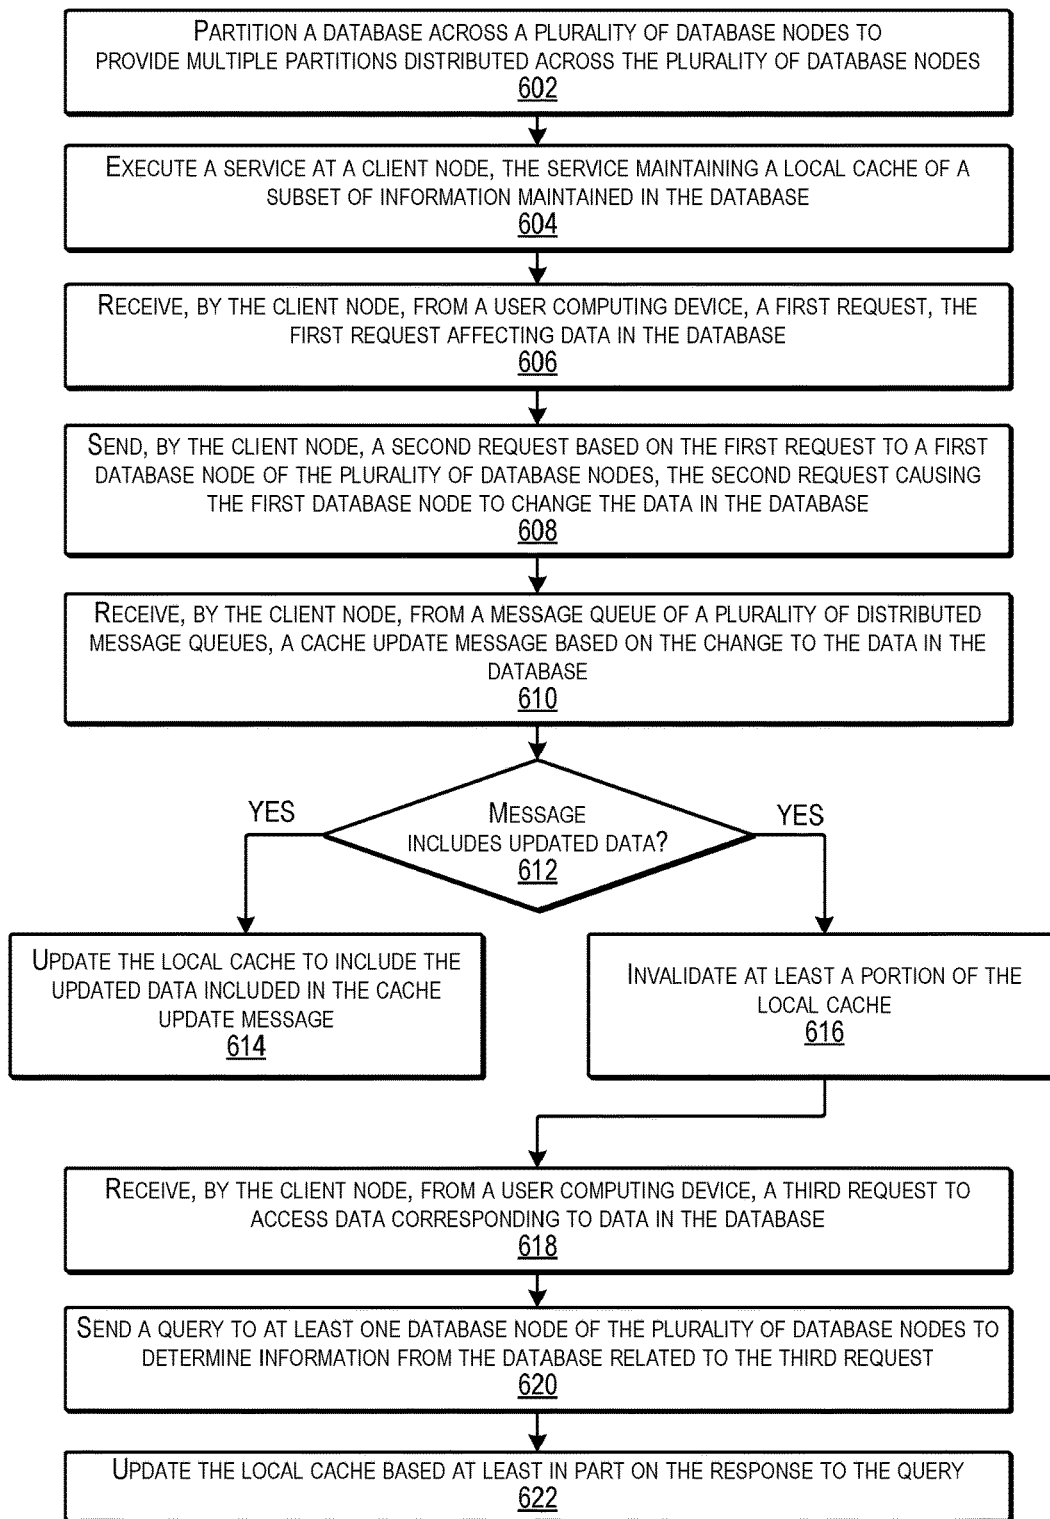 PARTITION A DATABASE ACROSS A PLURALITY OF DATABASE NODES TO
PROVIDE MULTIPLE PARTITIONS DISTRIBUTED ACROSS THE PLURALITY OF DATABASE NODES
602
EXECUTE A SERVICE AT A CLIENT NODE, THE SERVICE MAINTAINING A LOCAL CACHE OF A
SUBSET OF INFORMATION MAINTAINED IN THE DATABASE
604
RECEIVE, BY THE CLIENT NODE, FROM A USER COMPUTING DEVICE, A FIRST REQUEST, THE
FIRST REQUEST AFFECTING DATA IN THE DATABASE
606
SEND, BY THE CLIENT NODE, A SECOND REQUEST BASED ON THE FIRST REQUEST TO A FIRST
DATABASE NODE OF THE PLURALITY OF DATABASE NODES, THE SECOND REQUEST CAUSING
THE FIRST DATABASE NODE TO CHANGE THE DATA IN THE DATABASE
608
RECEIVE, BY THE CLIENT NODE, FROM A MESSAGE QUEUE OF A PLURALITY OF DISTRIBUTED
MESSAGE QUEUES, A CACHE UPDATE MESSAGE BASED ON THE CHANGE TO THE DATA IN THE
DATABASE
610
YES
MESSAGE
INCLUDES UPDATED DATA?
612
YES
UPDATE THE LOCAL CACHE TO INCLUDE THE
UPDATED DATA INCLUDED IN THE CACHE
UPDATE MESSAGE
614
INVALIDATE AT LEAST A PORTION OF THE
LOCAL CACHE
616
RECEIVE, BY THE CLIENT NODE, FROM A USER COMPUTING DEVICE, A THIRD REQUEST TO
ACCESS DATA CORRESPONDING TO DATA IN THE DATABASE
618
SEND A QUERY TO AT LEAST ONE DATABASE NODE OF THE PLURALITY OF DATABASE NODES TO
DETERMINE INFORMATION FROM THE DATABASE RELATED TO THE THIRD REQUEST
620
UPDATE THE LOCAL CACHE BASED AT LEAST IN PART ON THE RESPONSE TO THE QUERY
622